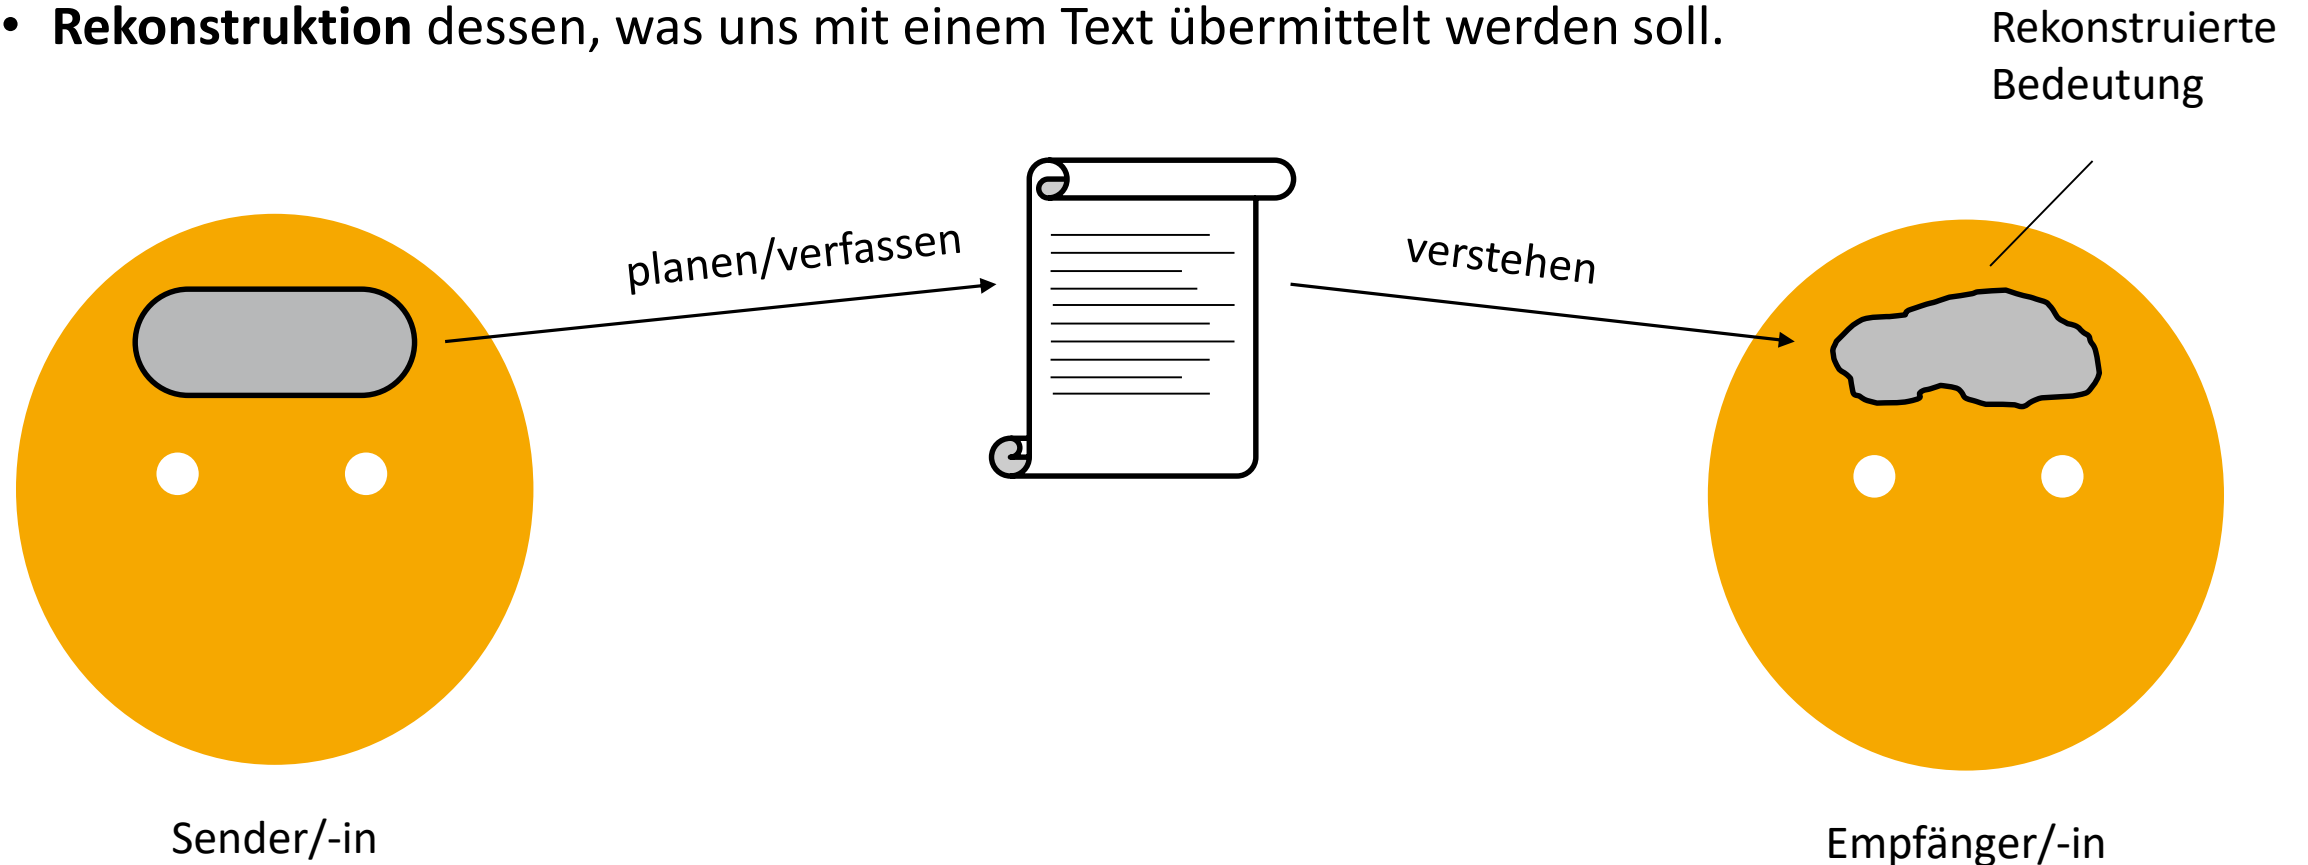 • Rekonstruktion dessen, was uns mit einem Text übermittelt werden soll.
Rekonstruierte
Bedeutung
planen/verfassen
verstehen
Sender/-in
Empfänger/-in